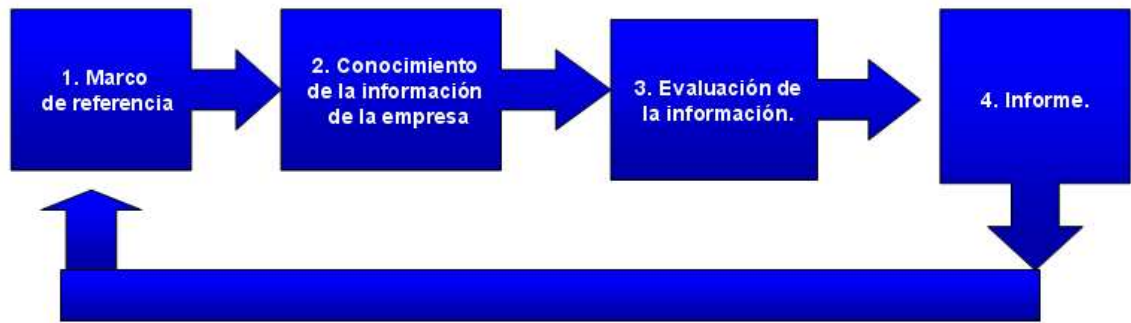 1. Marco
de referencia
2. Conocimiento
de la información
de la empresa
3. Evaluación de
la información.
4. Informe.